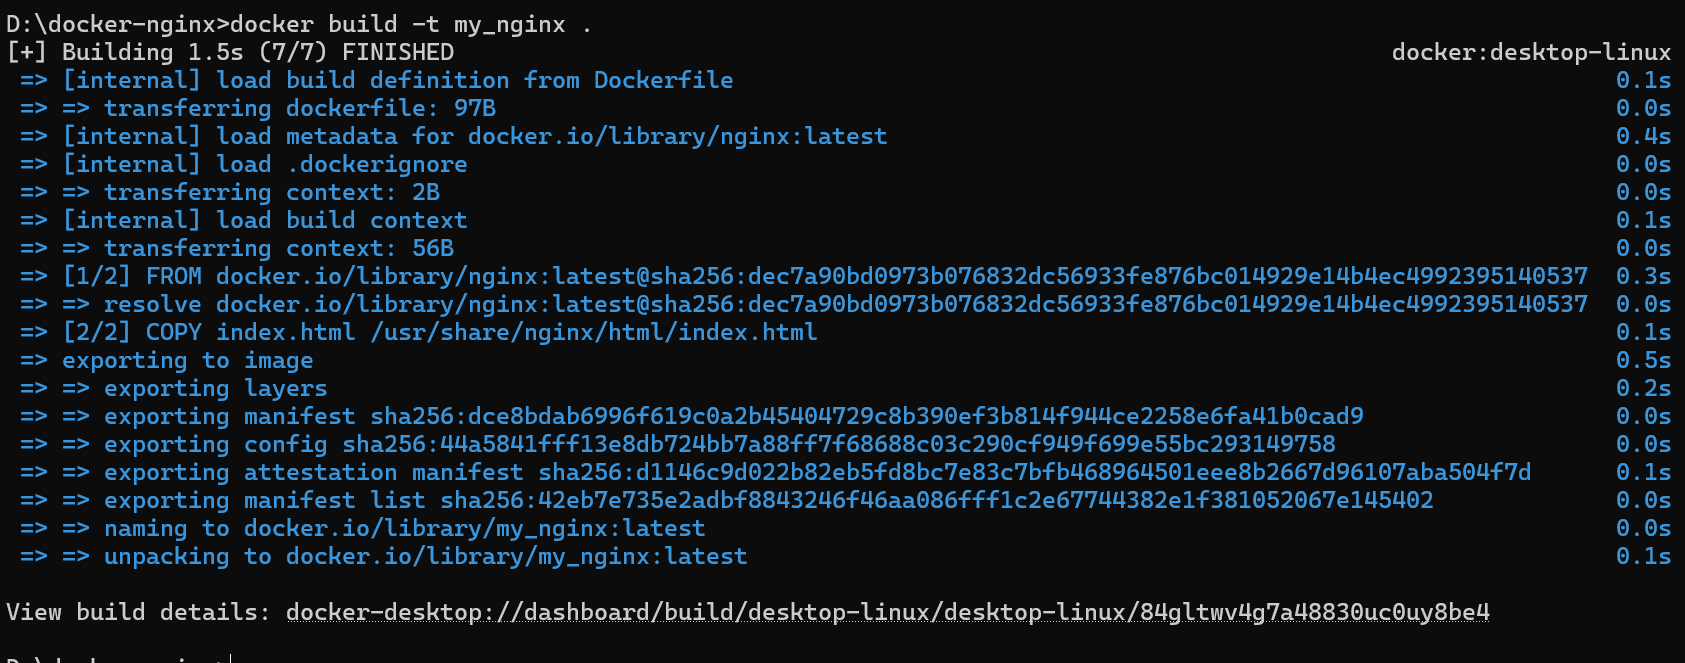 D:\docker-nginx>docker build -t my_nginx .
[+] Building 1.5s (7/7) FINISHED docker:desktop-linux
=> [internal] load build definition from Dockerfile 0.1s
=> => transferring dockerfile: 97B 0.0s
=> [internal] load metadata for docker.io/library/nginx:latest 0.4s
=> [internal] load .dockerignore 0.0s
=> => transferring context: 2B 0.0s
=> [internal] load build context 0.1s
=> => transferring context: 56B 0.0s
=> [1/2] FROM docker.io/library/nginx:latest@sha256:dec7a90bd0973b076832dc56933fe876bc014929e14b4ec4992395140537 0.3s
=> => resolve docker.io/library/nginx:latest@sha256:dec7a90bd0973b076832dc56933fe876bc014929e14b4ec4992395140537 0.0s
=> [2/2] COPY index.html /usr/share/nginx/html/index.html 0.1s
=> exporting to image 0.5s
=> => exporting layers 0.2s
=> => exporting manifest sha256:dce8bdab6996f619c0a2b45404729c8b390ef3b814f944ce2258e6fa41b0cad9 0.0s
=> => exporting config sha256:44a5841fff13e8db724bb7a88ff7f68688c03c290cf949f699e55bc293149758 0.0s
=> => exporting attestation manifest sha256:d1146c9d022b82eb5fd8bc7e83c7bfb468964501eee8b2667d96107aba504f7d 0.1s
=> => exporting manifest list sha256:42eb7e735e2adbf8843246f46aa086fff1c2e67744382e1f381052067e145402 0.0s
=> => naming to docker.io/library/my_nginx:latest 0.0s
=> => unpacking to docker.io/library/my_nginx:latest 0.1s
View build details: docker-desktop://dashboard/build/desktop-linux/desktop-linux/84gltwv4g7a48830uc0uy8be4